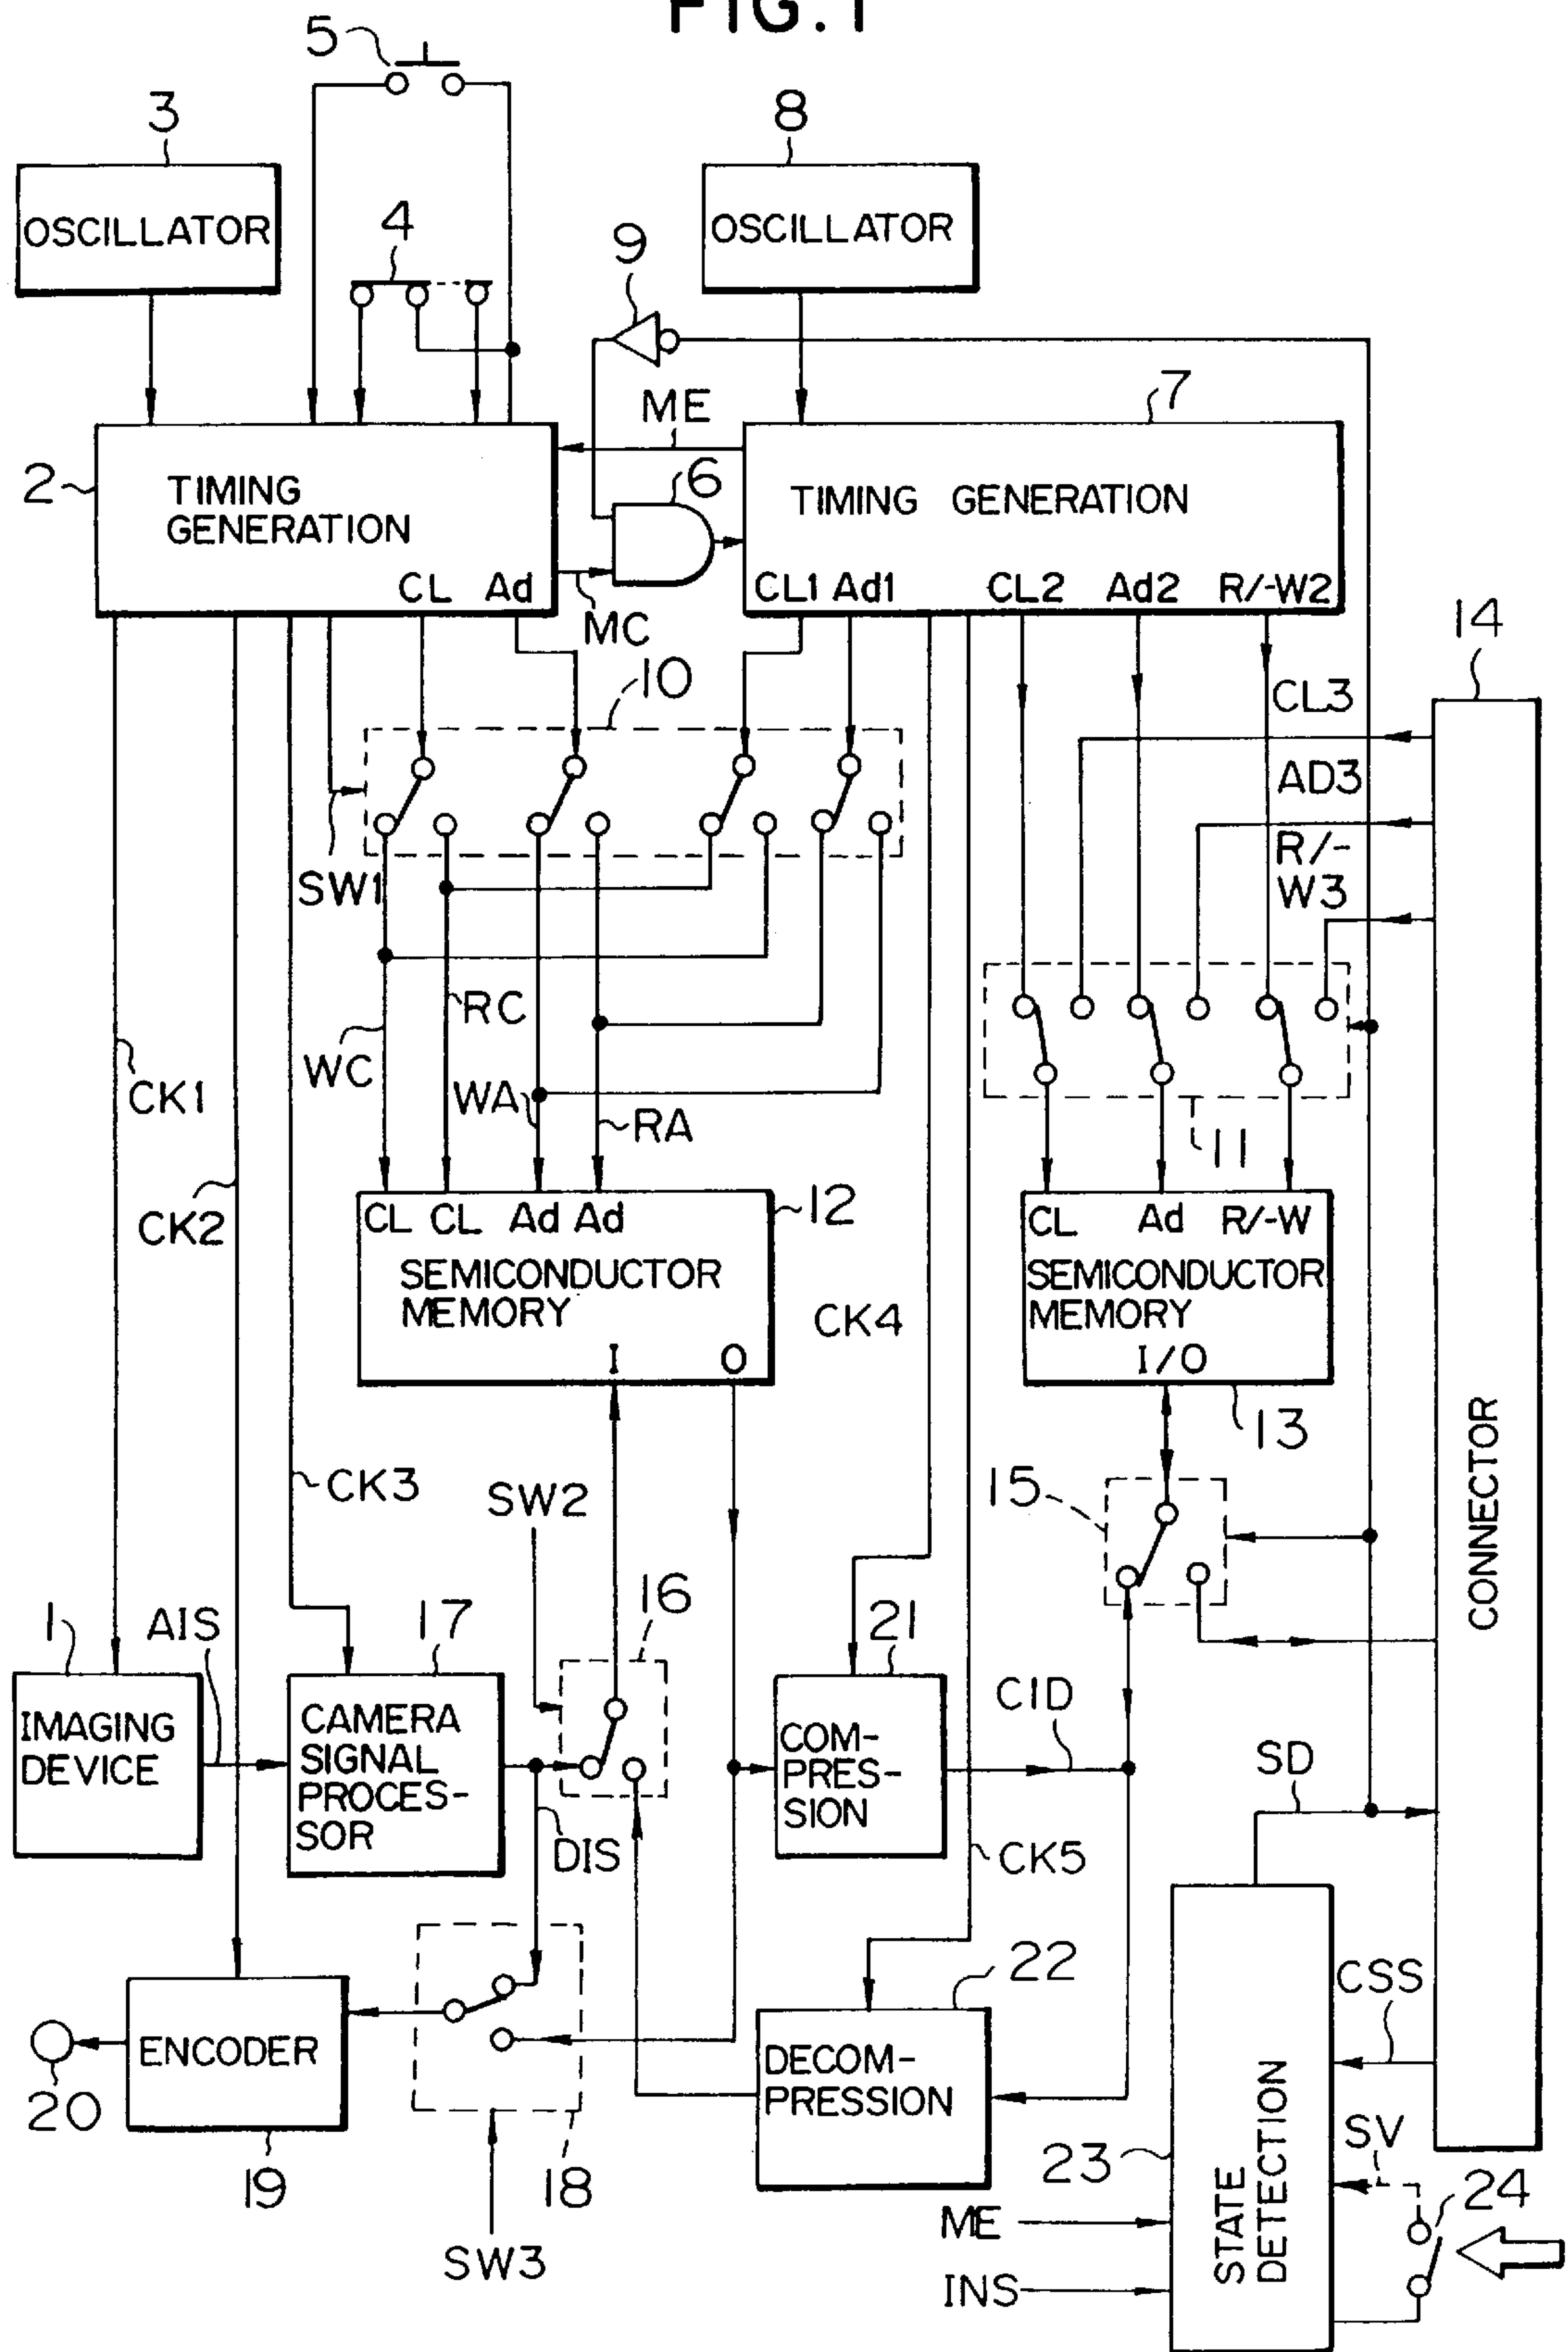 FIG. 1
5
3
8
OSCILLATOR
4
9
OSCILLATOR
ME
7
2
TIMING
GENERATION
6
TIMING GENERATION
CL Ad
MC
CL1 Ad1 CL2 Ad2 R/-W2
14
10
CL3
AD3
R/-
W3
SW1
RC
WC
CK1
WA
RA
11
CK2
12
CL CL Ad Ad
SEMICONDUCTOR
MEMORY
I O
CK4
CL Ad R/-W
SEMICONDUCTOR
MEMORY
I/O
13
CONNECTOR
CK3
SW2
15
16
1
AIS
17
21
IMAGING
DEVICE
CAMERA
SIGNAL
PROCES-
SOR
COM-
PRES-
SION
CID
SD
DIS
CK5
22
CSS
ENCODER
DECOM-
PRESSION
20
STATE
DETECTION
SV
23
19
18
24
ME
SW3
INS